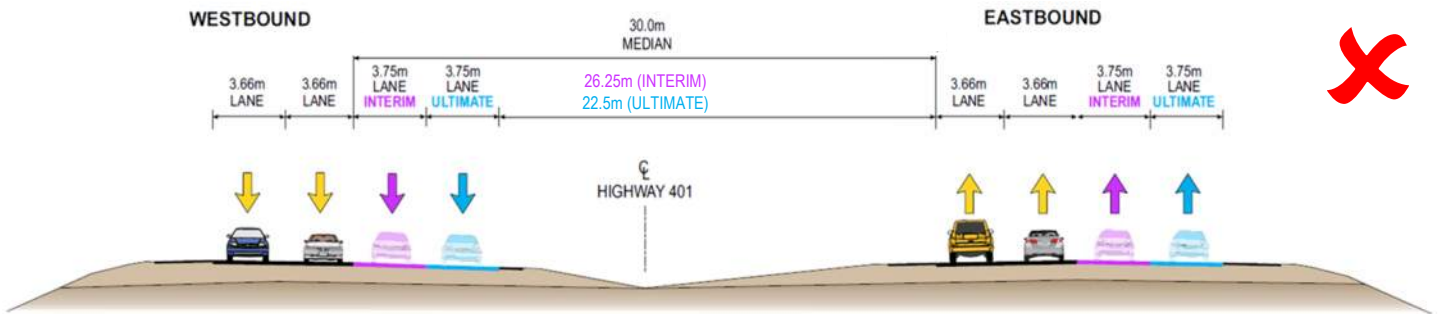 WESTBOUND
EASTBOUND
30.0m
MEDIAN
3.66m
LANE
3.66m
LANE
3.75m
LANE
INTERIM
3.75m
LANE
ULTIMATE
26.25m (INTERIM)
22.5m (ULTIMATE)
3.66m
LANE
3.66m
LANE
3.75m
LANE
INTERIM
3.75m
LANE
ULTIMATE
℄
HIGHWAY 401